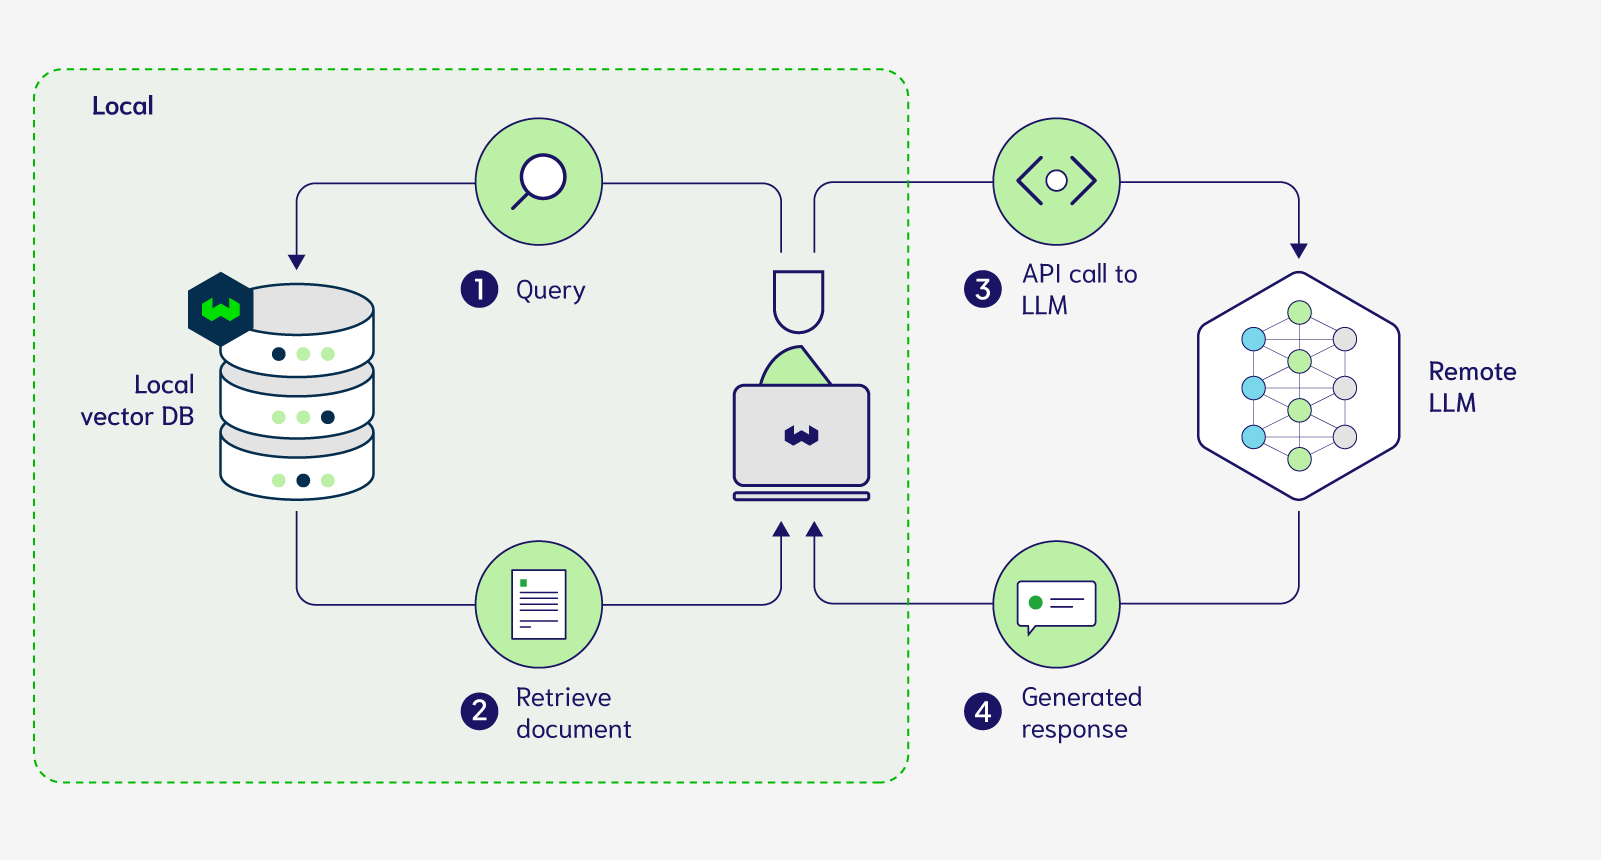 Local
1 Query
3 API call to
LLM
Local
vector DB
Remote
LLM
2 Retrieve
document
4 Generated
response